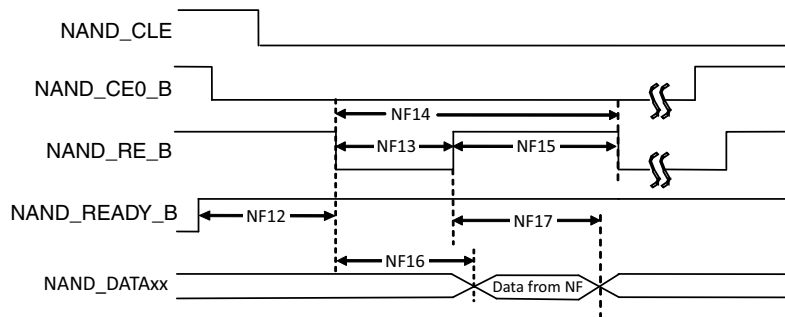 NAND_CLE
NAND_CE0_B
NF14
NAND_RE_B
NF13
NF15
NAND_READY_B
NF12
NF17
NF16
NAND_DATAxx
Data from NF